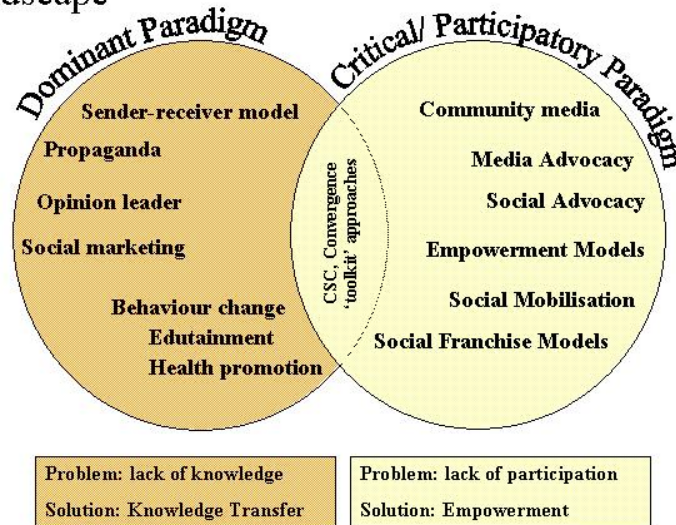 Dominant Paradigm
Sender-receiver model
Propaganda
Opinion leader
Social marketing
Behaviour change
Edutainment
Health promotion
CSC, Convergence
'toolkit' approaches
Critical/ Participatory Paradigm
Community media
Media Advocacy
Social Advocacy
Empowerment Models
Social Mobilisation
Social Franchise Models
Problem: lack of knowledge
Solution: Knowledge Transfer
Problem: lack of participation
Solution: Empowerment